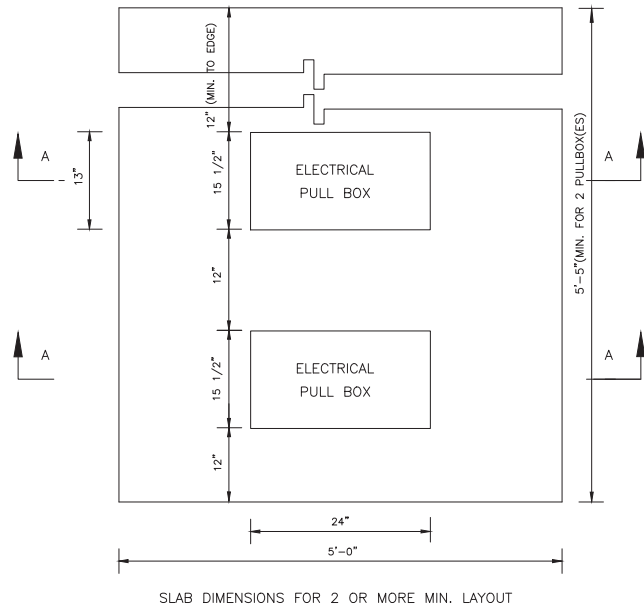 12" (MIN. TO EDGE)
A
13"
15 1/2"
ELECTRICAL
PULL BOX
A
5'-5"(MIN. FOR 2 PULLBOX(ES)
12"
A
15 1/2"
ELECTRICAL
PULL BOX
A
12"
24"
5'-0"
SLAB DIMENSIONS FOR 2 OR MORE MIN. LAYOUT